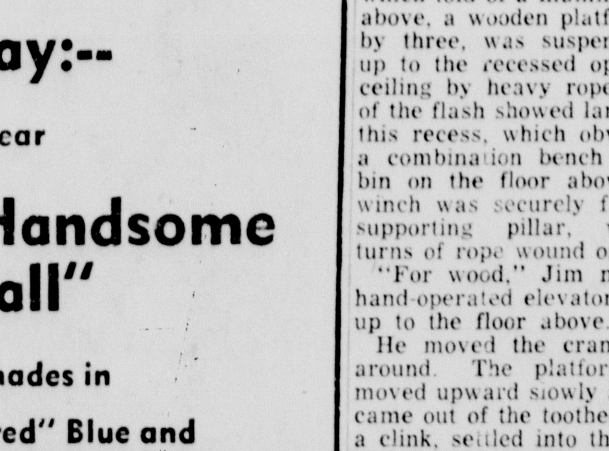 ay:--
ear
Handsome
all"
hades in
red" Blue and
above, a wooden platf
by three, was suspen
up to the recessed op
ceiling by heavy rope
of the flash showed lar
this recess, which obv
a combination bench
bin on the floor abov
winch was securely f
supporting pillar,
turns of rope wound o
"For wood," Jim m
hand-operated elevator
up to the floor above.
He moved the cran
around. The platfor
moved upward slowly
came out of the toothe
a clink, settled into th